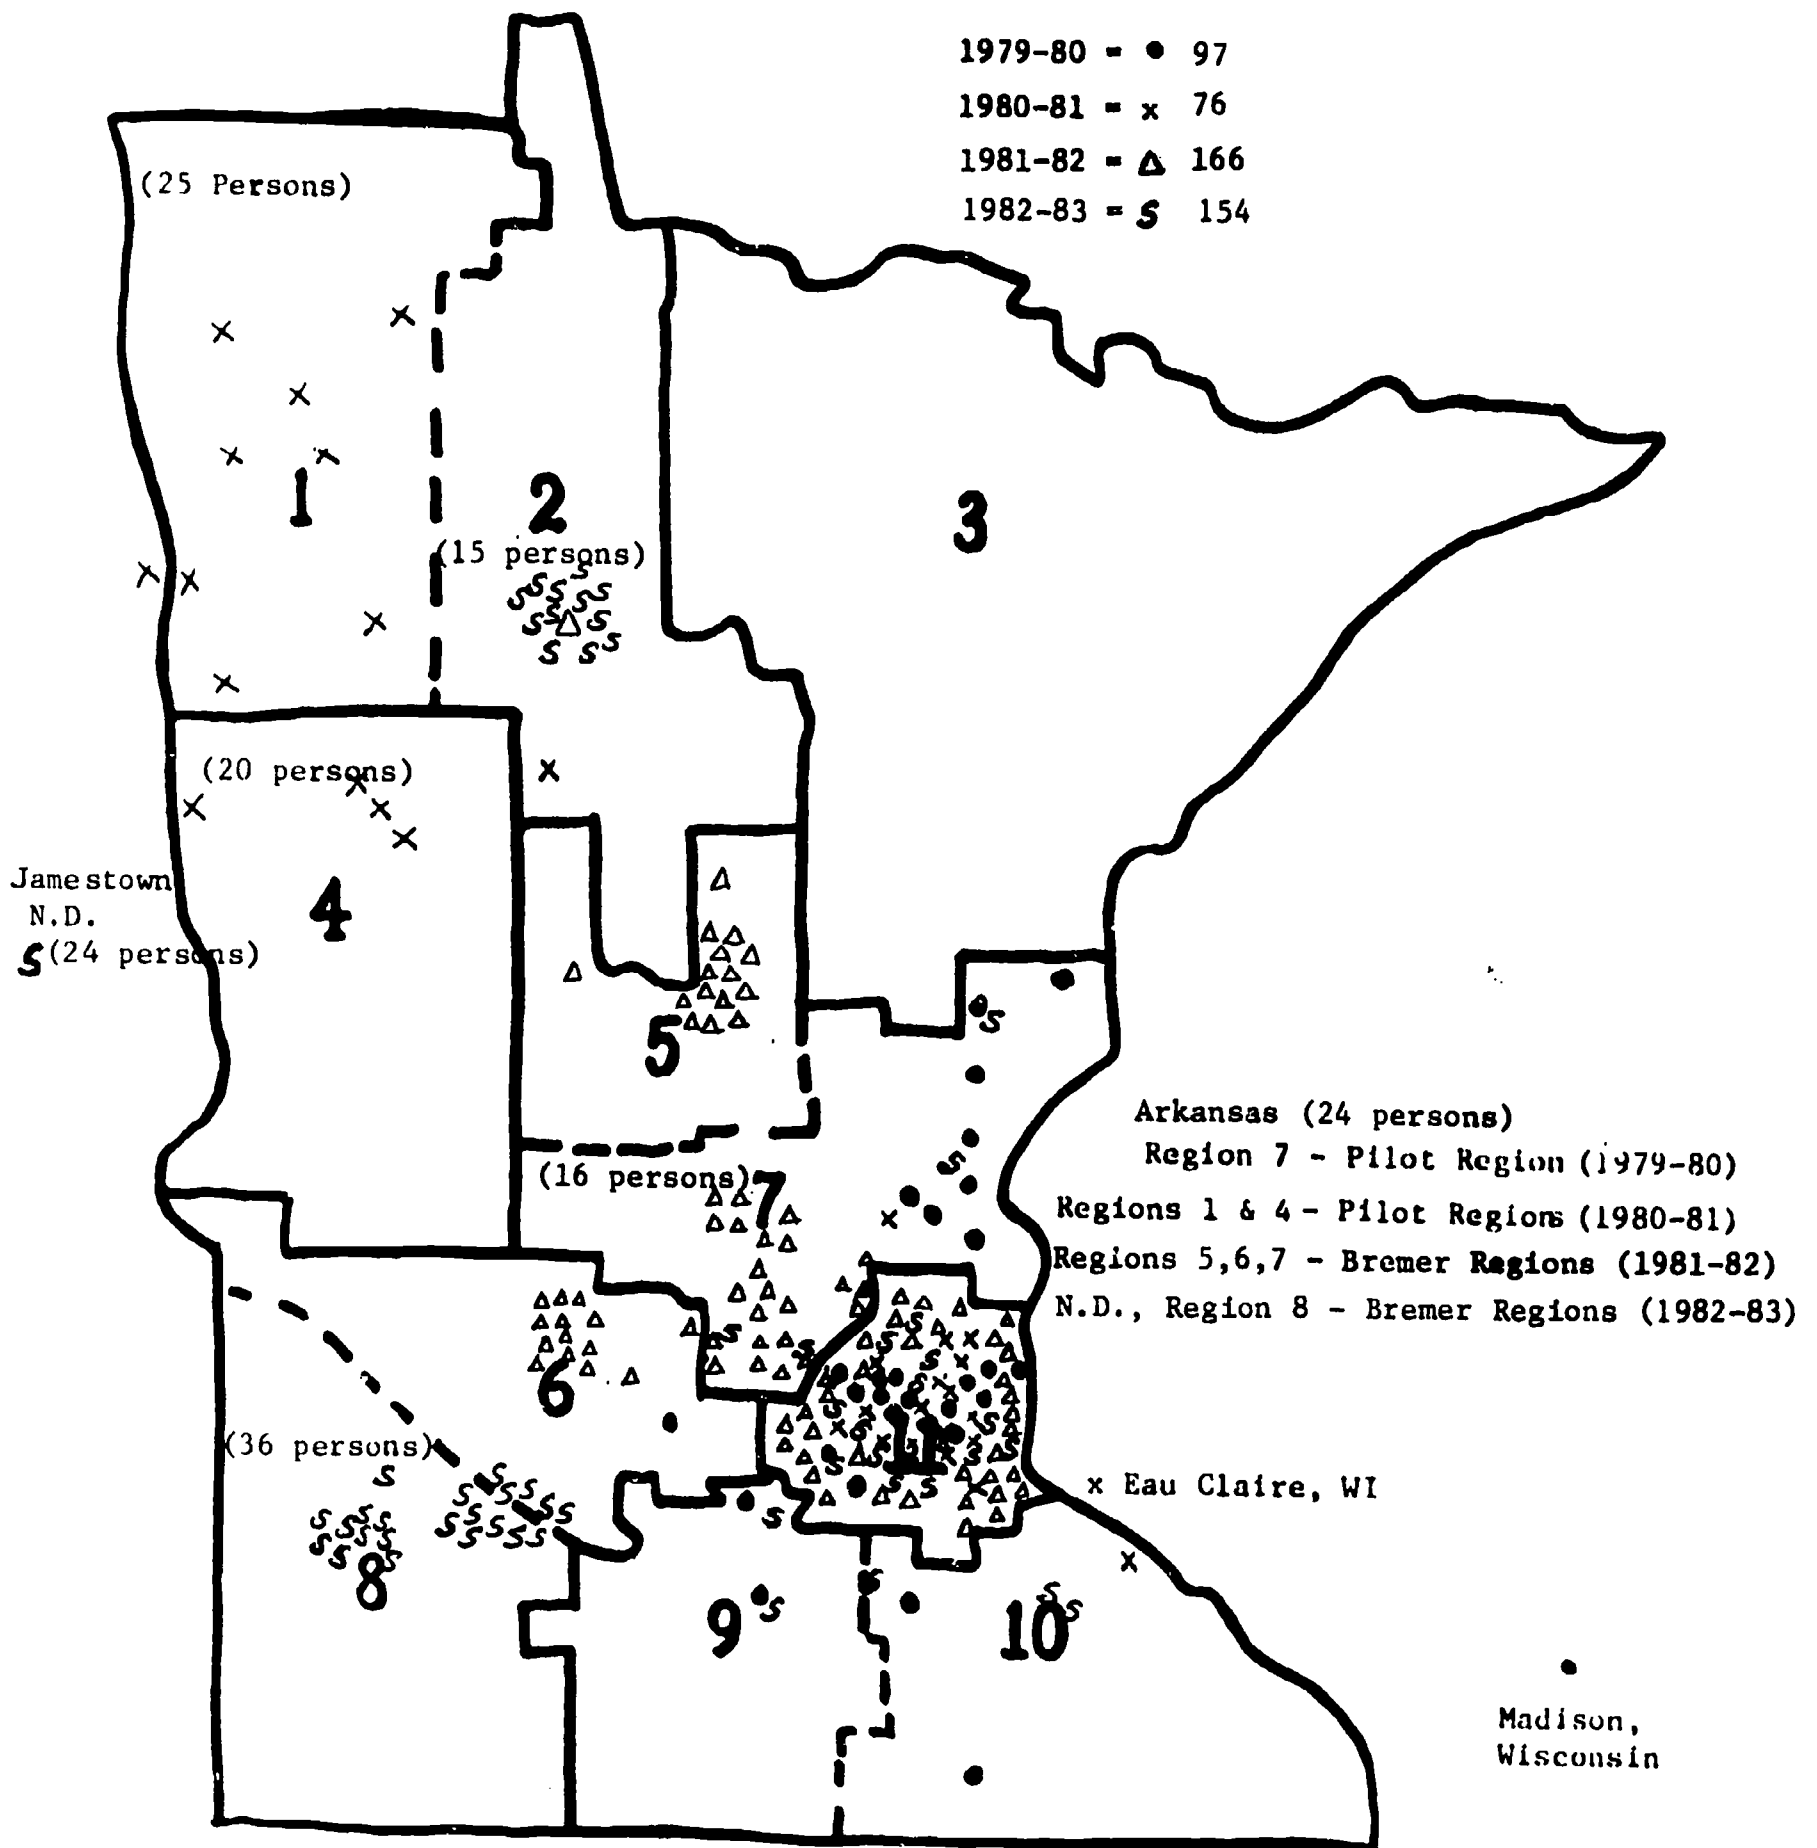 1979-80 = ● 97
1980-81 = x 76
1981-82 = Δ 166
1982-83 = S 154
(25 Persons)
1
2
(15 persons)
3
(20 persons)
4
Jamestown
N.D.
S (24 persons)
5
Arkansas (24 persons)
Region 7 - Pilot Region (1979-80)
Regions 1 & 4 - Pilot Regions (1980-81)
Regions 5,6,7 - Bremer Regions (1981-82)
N.D., Region 8 - Bremer Regions (1982-83)
(16 persons)
7
6
(36 persons)
11
x Eau Claire, WI
8
9
10
Madison,
Wisconsin